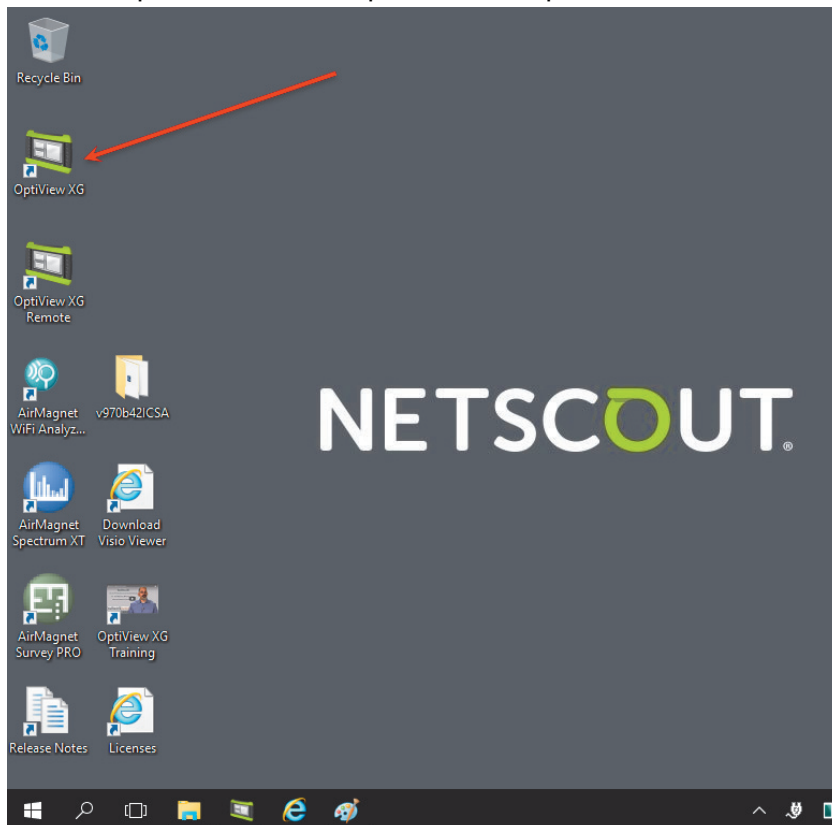 Recycle Bin
OptiView XG
OptiView XG
Remote
AirMagnet
WiFi Analyz...
v970b42ICSA
NETSCOUT®
AirMagnet
Spectrum XT
Download
Visio Viewer
AirMagnet
Survey PRO
OptiView XG
Training
Release Notes
Licenses